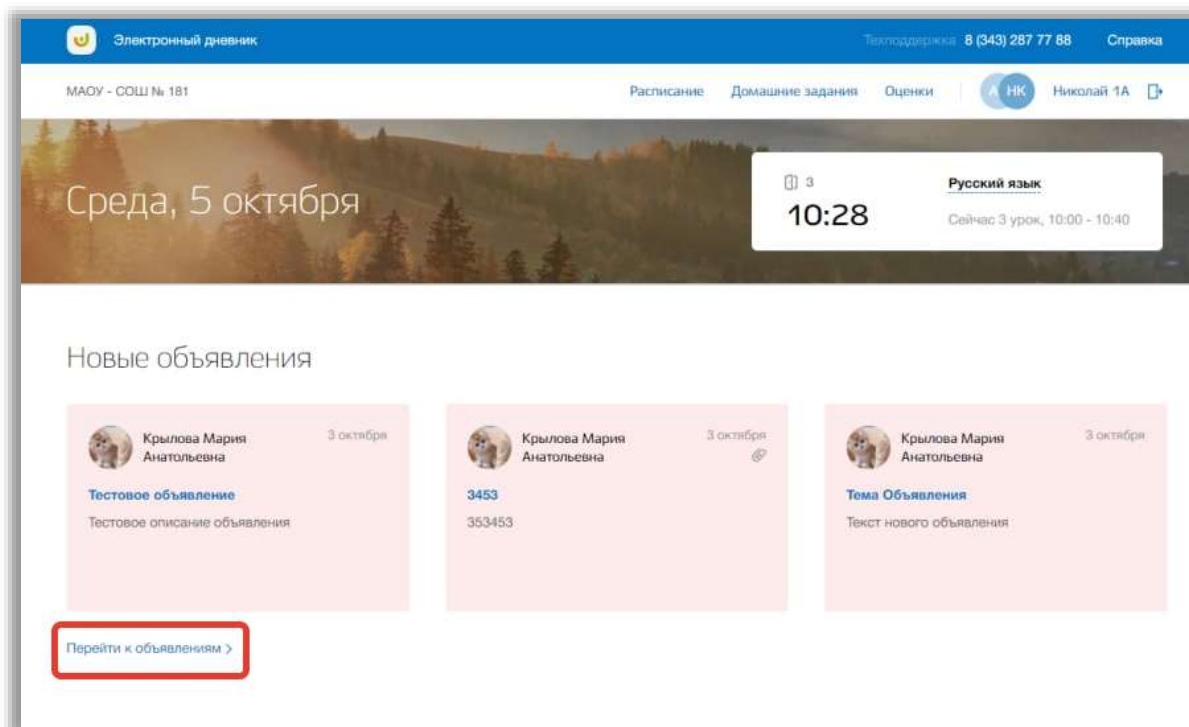 Электронный дневник
Техподдержка 8 (343) 287 77 88 Справка
МАОУ - СОШ № 181
Расписание Домашние задания Оценки А НК Николай 1А
Среда, 5 октября
3
10:28
Русский язык
Сейчас 3 урок, 10:00 - 10:40
Новые объявления
Крылова Мария
Анатольевна
3 октября
Тестовое объявление
Тестовое описание объявления
Крылова Мария
Анатольевна
3 октября
3453
353453
Крылова Мария
Анатольевна
3 октября
Тема Объявления
Текст нового объявления
Перейти к объявлениям >